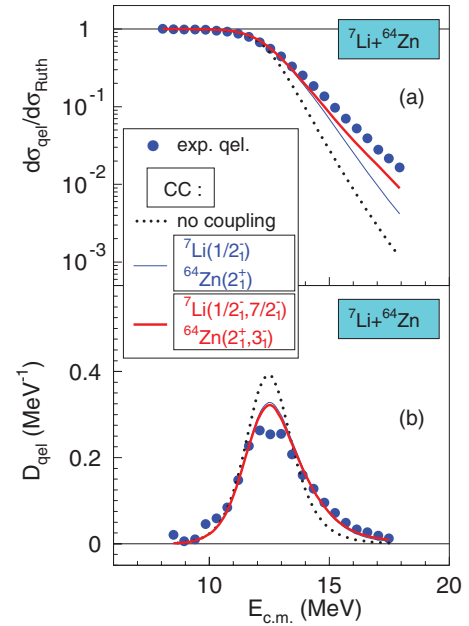 1
10⁻¹
10⁻²
10⁻³
dσqel/dσRuth
⁷Li+⁶⁴Zn
(a)
exp. qel.
CC :
no coupling
⁷Li(1/2₁⁻)
⁶⁴Zn(2₁⁺)
⁷Li(1/2₁⁻,7/2₁⁻)
⁶⁴Zn(2₁⁺,3₁⁻)
⁷Li+⁶⁴Zn
(b)
0.4
0.2
0
Dqel (MeV⁻¹)
10 15 20
Ec.m. (MeV)